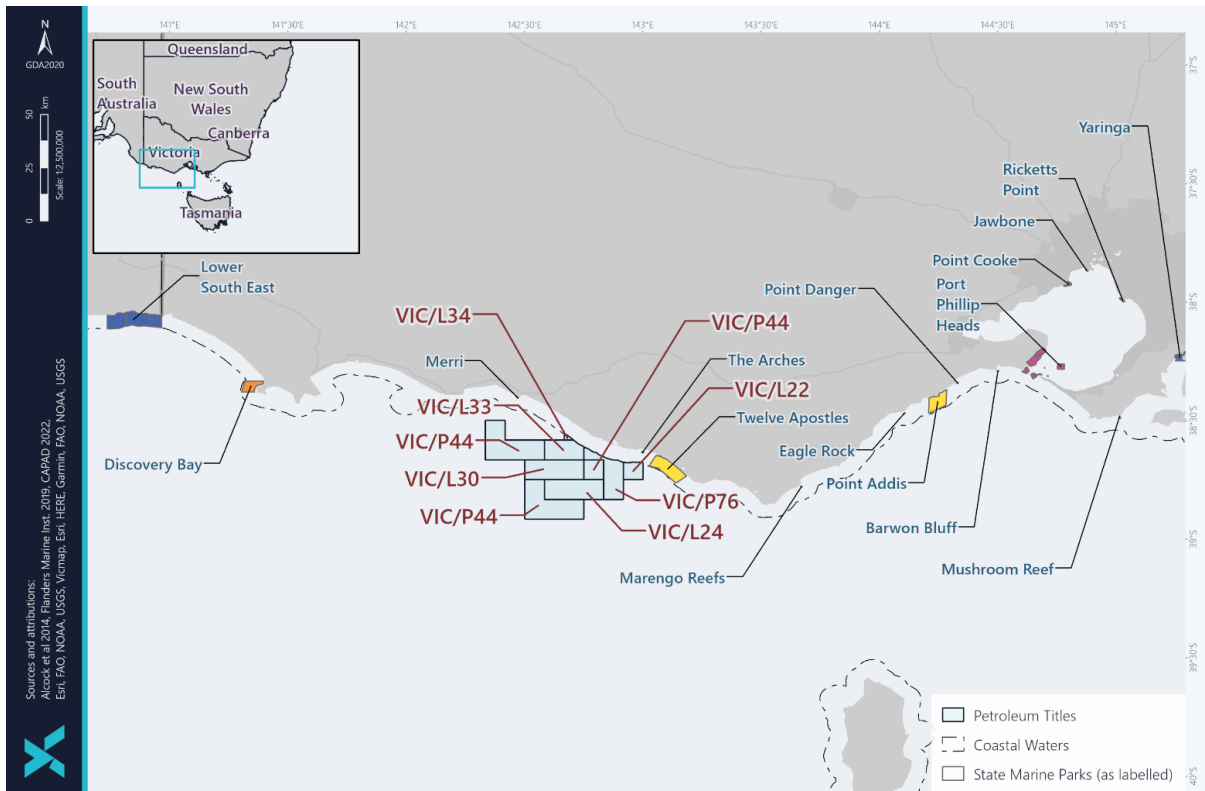 N
GDA2020
50
km
25
0
Scale: 1:2,500,000
Sources and attributions:
Alcock et al 2014, Flanders Marine Inst. 2019, CAPAD 2022,
Esri, FAO, NOAA, USGS, Vicmap, Esri, HERE, Garmin, FAO, NOAA, USGS
141°E
141°30'E
142°E
142°30'E
143°E
143°30'E
144°E
144°30'E
145°E
37°S
37°30'S
38°S
38°30'S
39°S
39°30'S
40°S
Queensland
South
Australia
New South
Wales
Canberra
Victoria
Tasmania
Yaringa
Ricketts
Point
Jawbone
Point Cooke
Port
Phillip
Heads
Point Danger
Lower
South East
VIC/L34
VIC/P44
Merri
The Arches
VIC/L22
VIC/L33
Twelve Apostles
VIC/P44
Eagle Rock
Discovery Bay
VIC/L30
Point Addis
VIC/P76
VIC/P44
VIC/L24
Barwon Bluff
Marengo Reefs
Mushroom Reef
Petroleum Titles
Coastal Waters
State Marine Parks (as labelled)